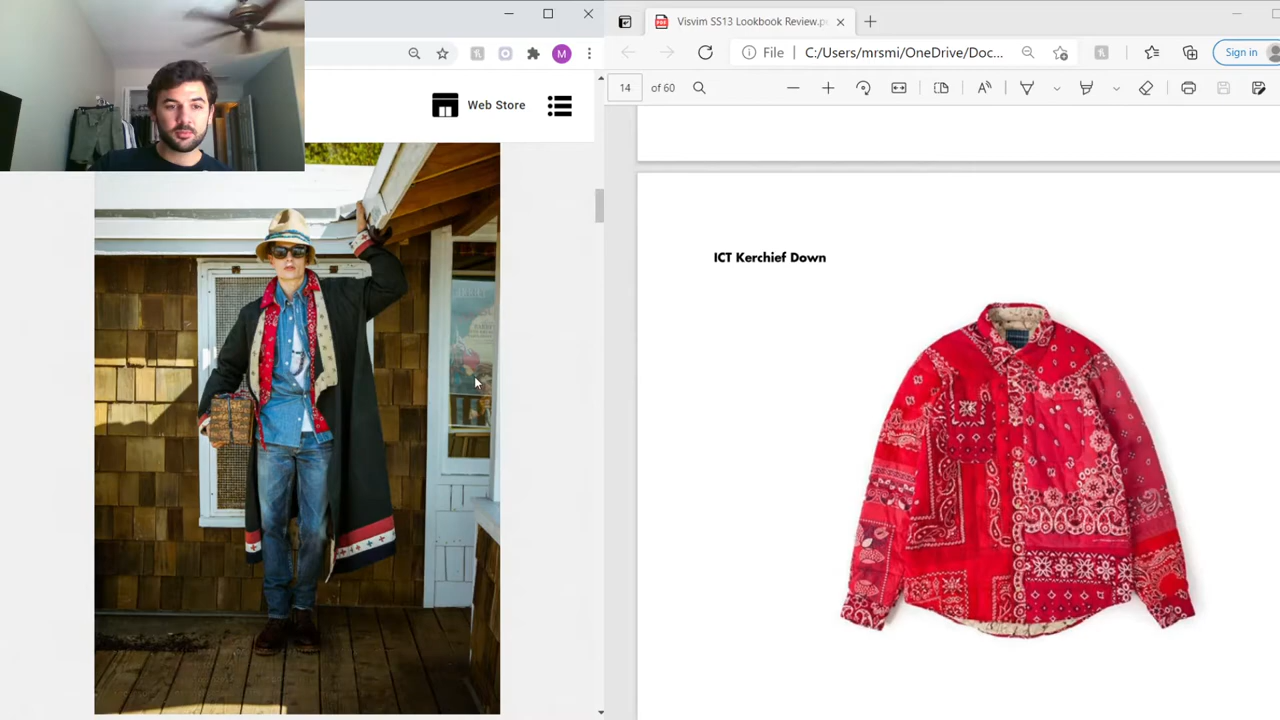 M
Web Store
Visvim SS13 Lookbook Review.p
File
C:/Users/mrsmi/OneDrive/Doc...
Sign in
14
of 60
ICT Kerchief Down